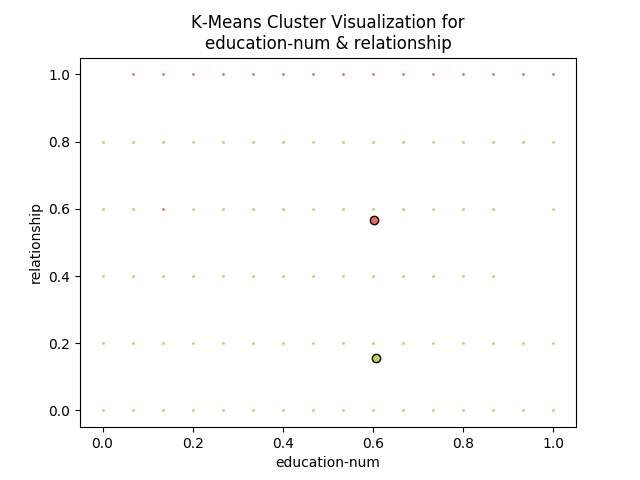 K-Means Cluster Visualization for
education-num & relationship
1.0
0.8
0.6
0.4
0.2
0.0
relationship
0.0 0.2 0.4 0.6 0.8 1.0
education-num